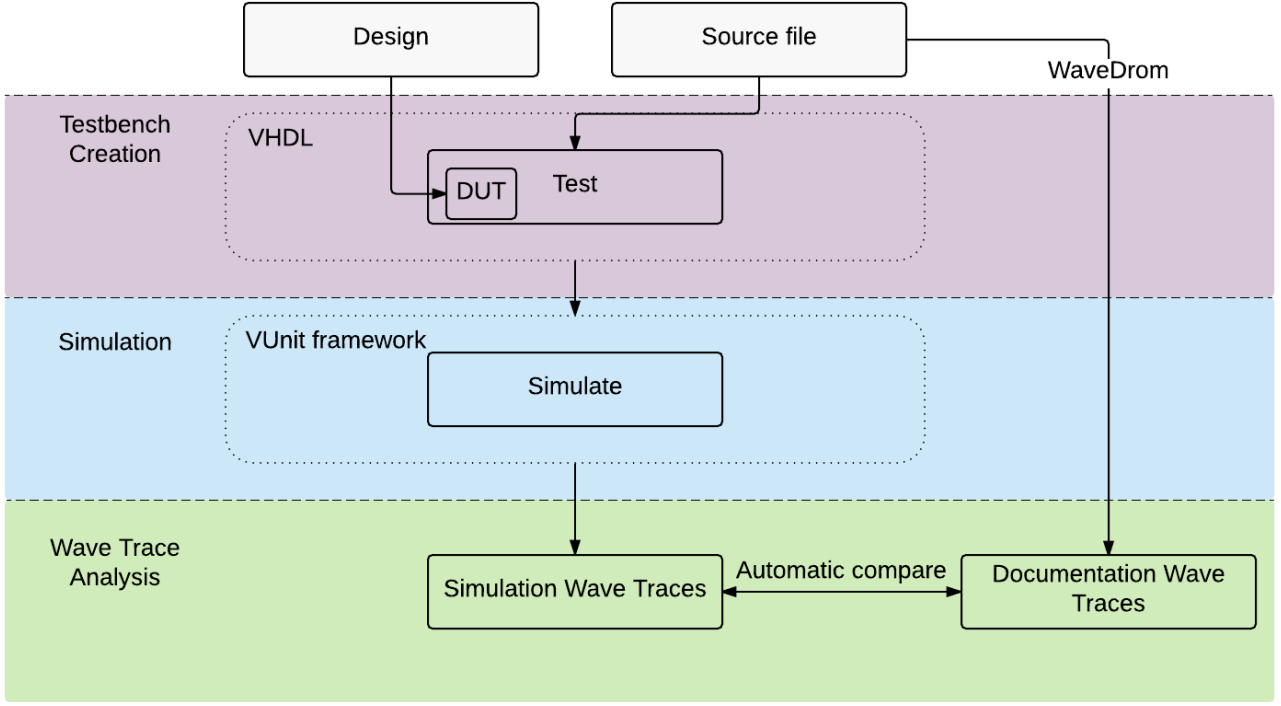 Design
Source file
WaveDrom
Testbench
Creation
VHDL
DUT
Test
Simulation
VUnit framework
Simulate
Wave Trace
Analysis
Simulation Wave Traces
Automatic compare
Documentation Wave
Traces